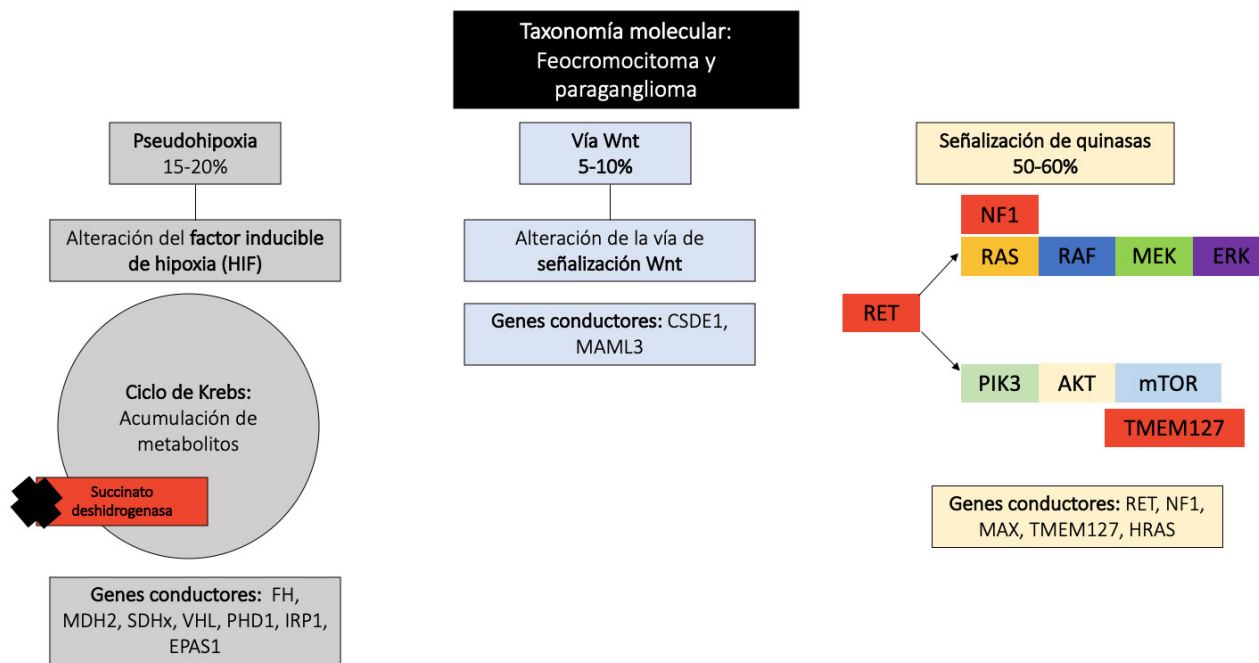 Taxonomía molecular:
Feocromocitoma y
paraganglioma
Pseudohipoxia
15-20%
Alteración del factor inducible
de hipoxia (HIF)
Ciclo de Krebs:
Acumulación de
metabolitos
Succinato
deshidrogenasa
Genes conductores: FH,
MDH2, SDHx, VHL, PHD1, IRP1,
EPAS1
Vía Wnt
5-10%
Alteración de la vía de
señalización Wnt
Genes conductores: CSDE1,
MAML3
Señalización de quinasas
50-60%
NF1
RAS RAF MEK ERK
RET
PIK3 AKT mTOR
TMEM127
Genes conductores: RET, NF1,
MAX, TMEM127, HRAS